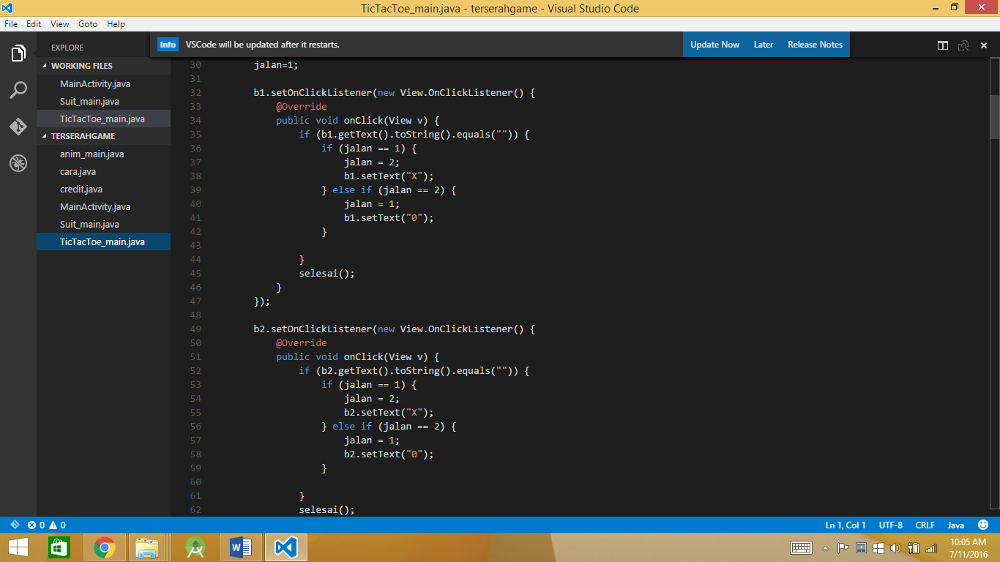 TicTacToe_main.java - terserahgame - Visual Studio Code
File Edit View Goto Help
EXPLORE
Info VSCode will be updated after it restarts. Update Now Later Release Notes
WORKING FILES
MainActivity.java
Suit_main.java
TicTacToe_main.java
TERSERAHGAME
anim_main.java
cara.java
credit.java
MainActivity.java
Suit_main.java
TicTacToe_main.java
30 jalan=1;
31
32 b1.setOnClickListener(new View.OnClickListener() {
33 @Override
34 public void onClick(View v) {
35 if (b1.getText().toString().equals("")) {
36 if (jalan == 1) {
37 jalan = 2;
38 b1.setText("X");
39 } else if (jalan == 2) {
40 jalan = 1;
41 b1.setText("0");
42 }
43
44 }
45 selesai();
46 }
47 });
48
49 b2.setOnClickListener(new View.OnClickListener() {
50 @Override
51 public void onClick(View v) {
52 if (b2.getText().toString().equals("")) {
53 if (jalan == 1) {
54 jalan = 2;
55 b2.setText("X");
56 } else if (jalan == 2) {
57 jalan = 1;
58 b2.setText("0");
59 }
60
61 }
62 selesai();
0 0 Ln 1, Col 1 UTF-8 CRLF Java
10:05 AM
7/11/2016